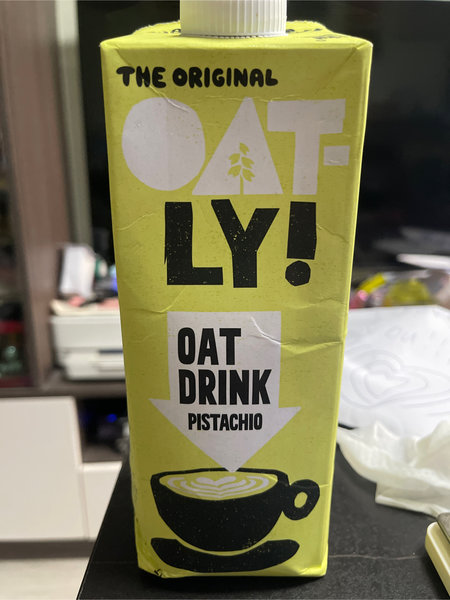 THE ORIGINAL
OAT-
LY!
OAT
DRINK
PISTACHIO